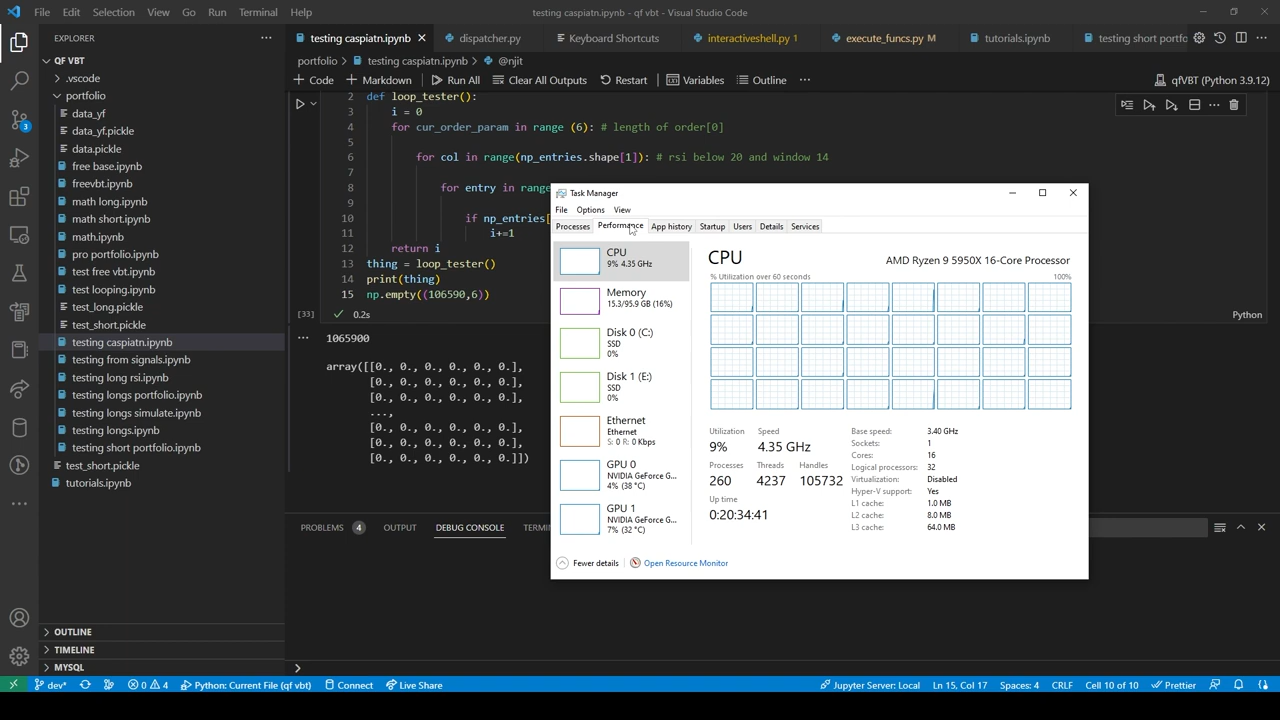 File Edit Selection View Go Run Terminal Help testing caspiatn.ipynb - qf vbt - Visual Studio Code
EXPLORER
testing caspiatn.ipynb dispatcher.py Keyboard Shortcuts interactiveshell.py 1 execute_funcs.py M tutorials.ipynb testing short portfo
QF VBT
portfolio > testing caspiatn.ipynb > @njit
.vscode
portfolio
data_yf
data_yf.pickle
data.pickle
free base.ipynb
freevbt.ipynb
math long.ipynb
math short.ipynb
math.ipynb
pro portfolio.ipynb
test free vbt.ipynb
test looping.ipynb
test_long.pickle
test_short.pickle
testing caspiatn.ipynb
testing from signals.ipynb
testing long rsi.ipynb
testing longs portfolio.ipynb
testing longs simulate.ipynb
testing longs.ipynb
testing short portfolio.ipynb
test_short.pickle
tutorials.ipynb
OUTLINE
TIMELINE
MYSQL
3
+ Code + Markdown Run All Clear All Outputs Restart Variables Outline ... qfVBT (Python 3.9.12)
2 def loop_tester():
3 i = 0
4 for cur_order_param in range (6): # length of order[0]
5
6 for col in range(np_entries.shape[1]): # rsi below 20 and window 14
7
8 for entry in range
9
10 if np_entries[
11 i+=1
12 return i
13 thing = loop_tester()
14 print(thing)
15 np.empty((106590,6))
[33] 0.2s Python
1065900
array([[0., 0., 0., 0., 0., 0.],
[0., 0., 0., 0., 0., 0.],
[0., 0., 0., 0., 0., 0.],
...,
[0., 0., 0., 0., 0., 0.],
[0., 0., 0., 0., 0., 0.],
[0., 0., 0., 0., 0., 0.]])
PROBLEMS 4 OUTPUT DEBUG CONSOLE TERMIN
Task Manager
File Options View
Processes Performance App history Startup Users Details Services
CPU
9% 4.35 GHz
Memory
15.3/95.9 GB (16%)
Disk 0 (C:)
SSD
0%
Disk 1 (E:)
SSD
0%
Ethernet
Ethernet
S: 0 R: 0 Kbps
GPU 0
NVIDIA GeForce G...
4% (38 °C)
GPU 1
NVIDIA GeForce G...
7% (32 °C)
CPU AMD Ryzen 9 5950X 16-Core Processor
% Utilization over 60 seconds 100%
Utilization Speed
9% 4.35 GHz
Processes Threads Handles
260 4237 105732
Up time
0:20:34:41
Base speed: 3.40 GHz
Sockets: 1
Cores: 16
Logical processors: 32
Virtualization: Disabled
Hyper-V support: Yes
L1 cache: 1.0 MB
L2 cache: 8.0 MB
L3 cache: 64.0 MB
Fewer details Open Resource Monitor
dev* 0 4 Python: Current File (qf vbt) Connect Live Share Jupyter Server: Local Ln 15, Col 17 Spaces: 4 CRLF Cell 10 of 10 Prettier